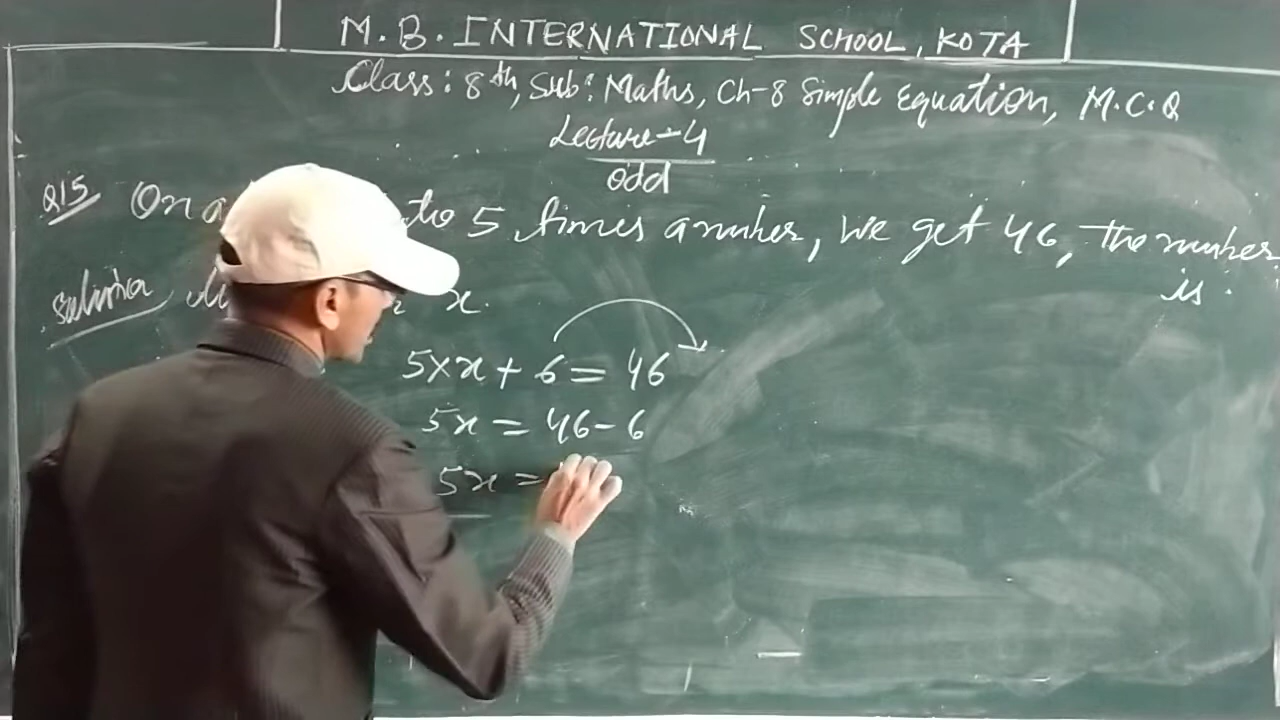 M.B. INTERNATIONAL SCHOOL, KOTA
Class: 8th, Sub: Maths, Ch-8 Simple Equation, M.C.Q
Lecture-4
odd
Q15 On to 5 times a number, we get 46, the number
is.
Solution x.
5×x + 6 = 46
5x = 46 - 6
5x =